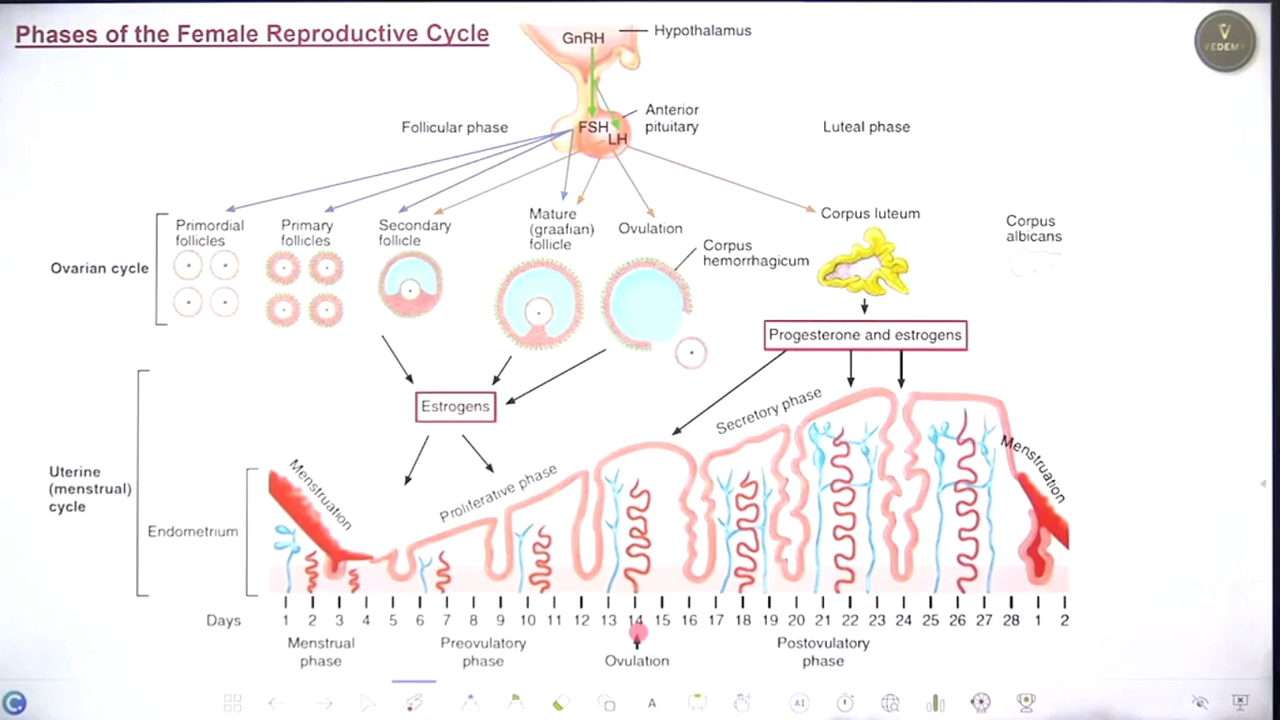 Phases of the Female Reproductive Cycle
GnRH
Hypothalamus
VEDEMY
Anterior
pituitary
Follicular phase
FSH
LH
Luteal phase
Primordial
follicles
Primary
follicles
Secondary
follicle
Mature
(graafian)
follicle
Ovulation
Corpus
hemorrhagicum
Corpus luteum
Corpus
albicans
Ovarian cycle
Progesterone and estrogens
Estrogens
Secretory phase
Proliferative phase
Menstruation
Menstruation
Uterine
(menstrual)
cycle
Endometrium
Days 1 2 3 4 5 6 7 8 9 10 11 12 13 14 15 16 17 18 19 20 21 22 23 24 25 26 27 28 1 2
Menstrual
phase
Preovulatory
phase
Ovulation
Postovulatory
phase
A
AI